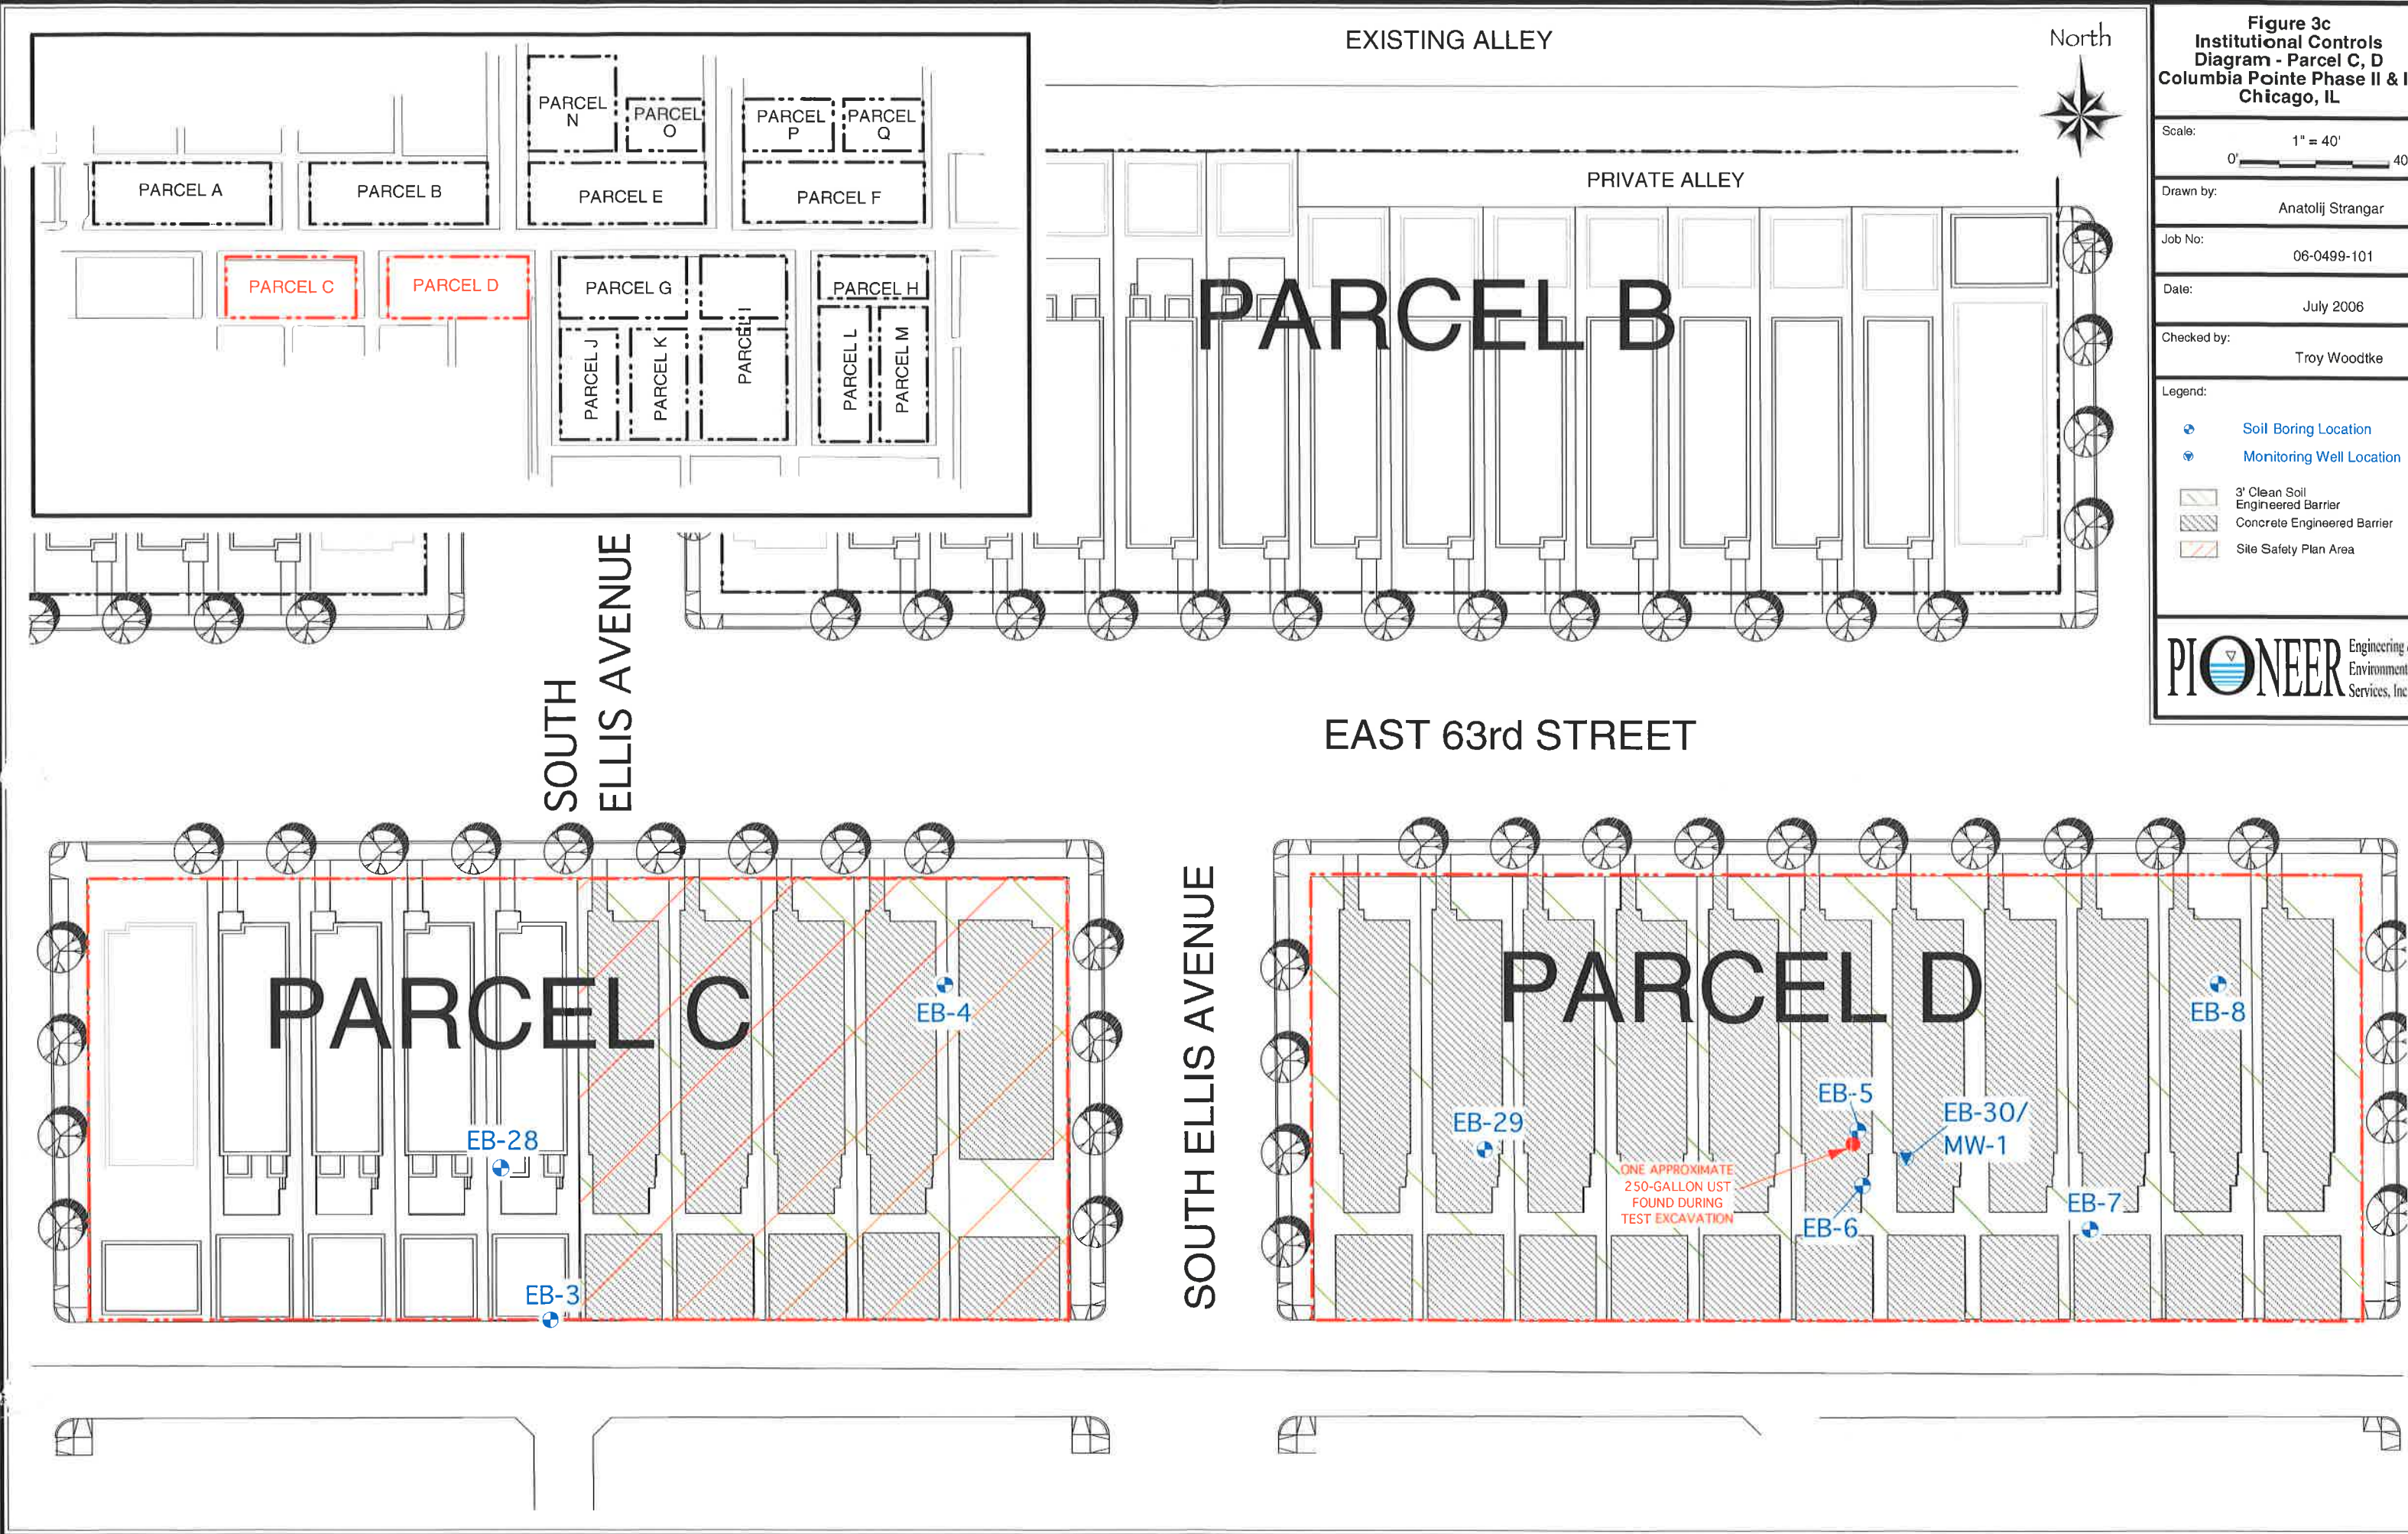 EXISTING ALLEY
North
PARCEL
N
PARCEL
O
PARCEL
P
PARCEL
Q
PARCEL A
PARCEL B
PARCEL E
PARCEL F
PARCEL C
PARCEL D
PARCEL G
PARCEL I
PARCEL H
PARCEL J
PARCEL K
PARCEL L
PARCEL M
PRIVATE ALLEY
PARCEL B
Figure 3c
Institutional Controls
Diagram - Parcel C, D
Columbia Pointe Phase II &
Chicago, IL
Scale:
1" = 40'
0'
40
Drawn by:
Anatolij Strangar
Job No:
06-0499-101
Date:
July 2006
Checked by:
Troy Woodtke
Legend:
Soil Boring Location
Monitoring Well Location
3' Clean Soil
Engineered Barrier
Concrete Engineered Barrier
Site Safety Plan Area
PIONEER
Engineering
Services, Inc
SOUTH
ELLIS AVENUE
EAST 63rd STREET
PARCEL C
EB-4
EB-28
EB-3
SOUTH ELLIS AVENUE
PARCEL D
EB-8
EB-5
EB-29
EB-30/
MW-1
ONE APPROXIMATE
250-GALLON UST
FOUND DURING
TEST EXCAVATION
EB-6
EB-7